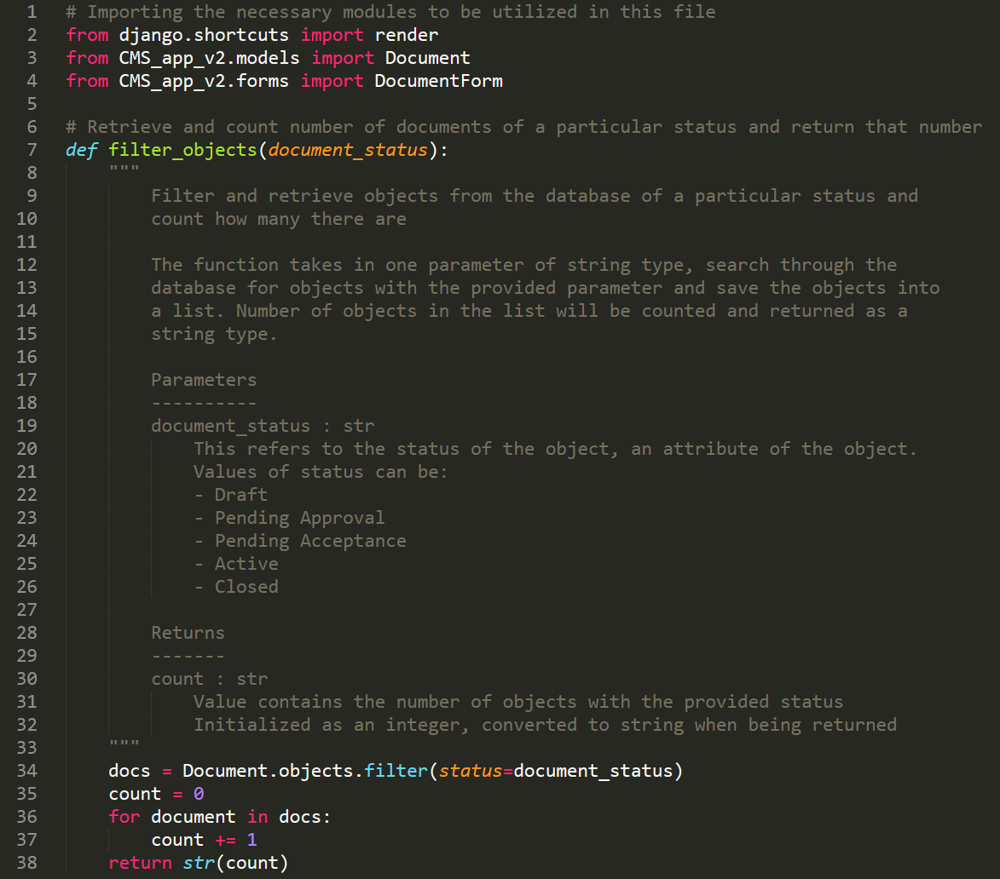 1 # Importing the necessary modules to be utilized in this file
2 from django.shortcuts import render
3 from CMS_app_v2.models import Document
4 from CMS_app_v2.forms import DocumentForm
5
6 # Retrieve and count number of documents of a particular status and return that number
7 def filter_objects(document_status):
8 """
9 Filter and retrieve objects from the database of a particular status and
10 count how many there are
11
12 The function takes in one parameter of string type, search through the
13 database for objects with the provided parameter and save the objects into
14 a list. Number of objects in the list will be counted and returned as a
15 string type.
16
17 Parameters
18 ----------
19 document_status : str
20 This refers to the status of the object, an attribute of the object.
21 Values of status can be:
22 - Draft
23 - Pending Approval
24 - Pending Acceptance
25 - Active
26 - Closed
27
28 Returns
29 -------
30 count : str
31 Value contains the number of objects with the provided status
32 Initialized as an integer, converted to string when being returned
33 """
34 docs = Document.objects.filter(status=document_status)
35 count = 0
36 for document in docs:
37 count += 1
38 return str(count)